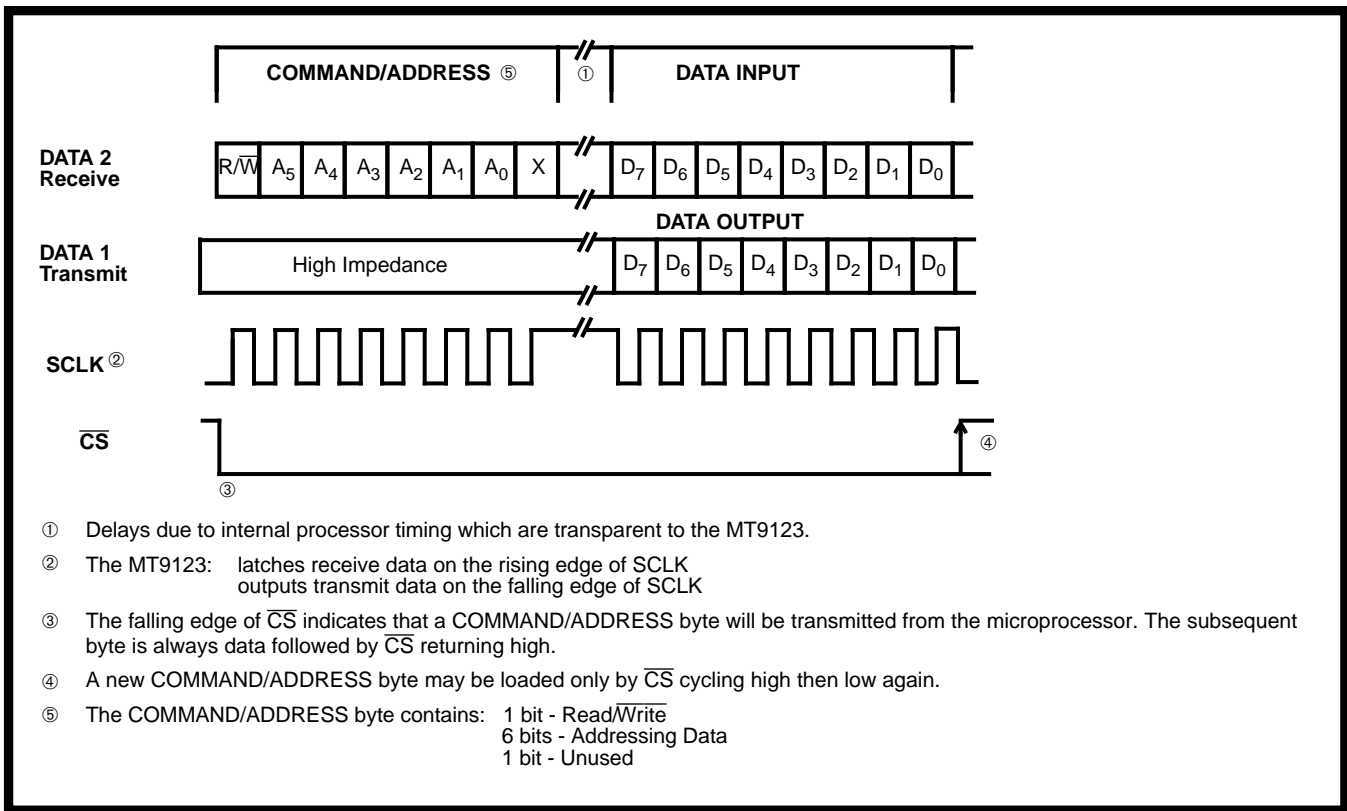 COMMAND/ADDRESS ⑤ ① DATA INPUT
DATA 2
Receive
R/W̅ A₅ A₄ A₃ A₂ A₁ A₀ X D₇ D₆ D₅ D₄ D₃ D₂ D₁ D₀
DATA OUTPUT
DATA 1
Transmit
High Impedance D₇ D₆ D₅ D₄ D₃ D₂ D₁ D₀
SCLK ②
C̅S̅
④
③
① Delays due to internal processor timing which are transparent to the MT9123.
② The MT9123: latches receive data on the rising edge of SCLK
outputs transmit data on the falling edge of SCLK
③ The falling edge of C̅S̅ indicates that a COMMAND/ADDRESS byte will be transmitted from the microprocessor. The subsequent
byte is always data followed by C̅S̅ returning high.
④ A new COMMAND/ADDRESS byte may be loaded only by C̅S̅ cycling high then low again.
⑤ The COMMAND/ADDRESS byte contains: 1 bit - Read/W̅r̅i̅t̅e̅
6 bits - Addressing Data
1 bit - Unused